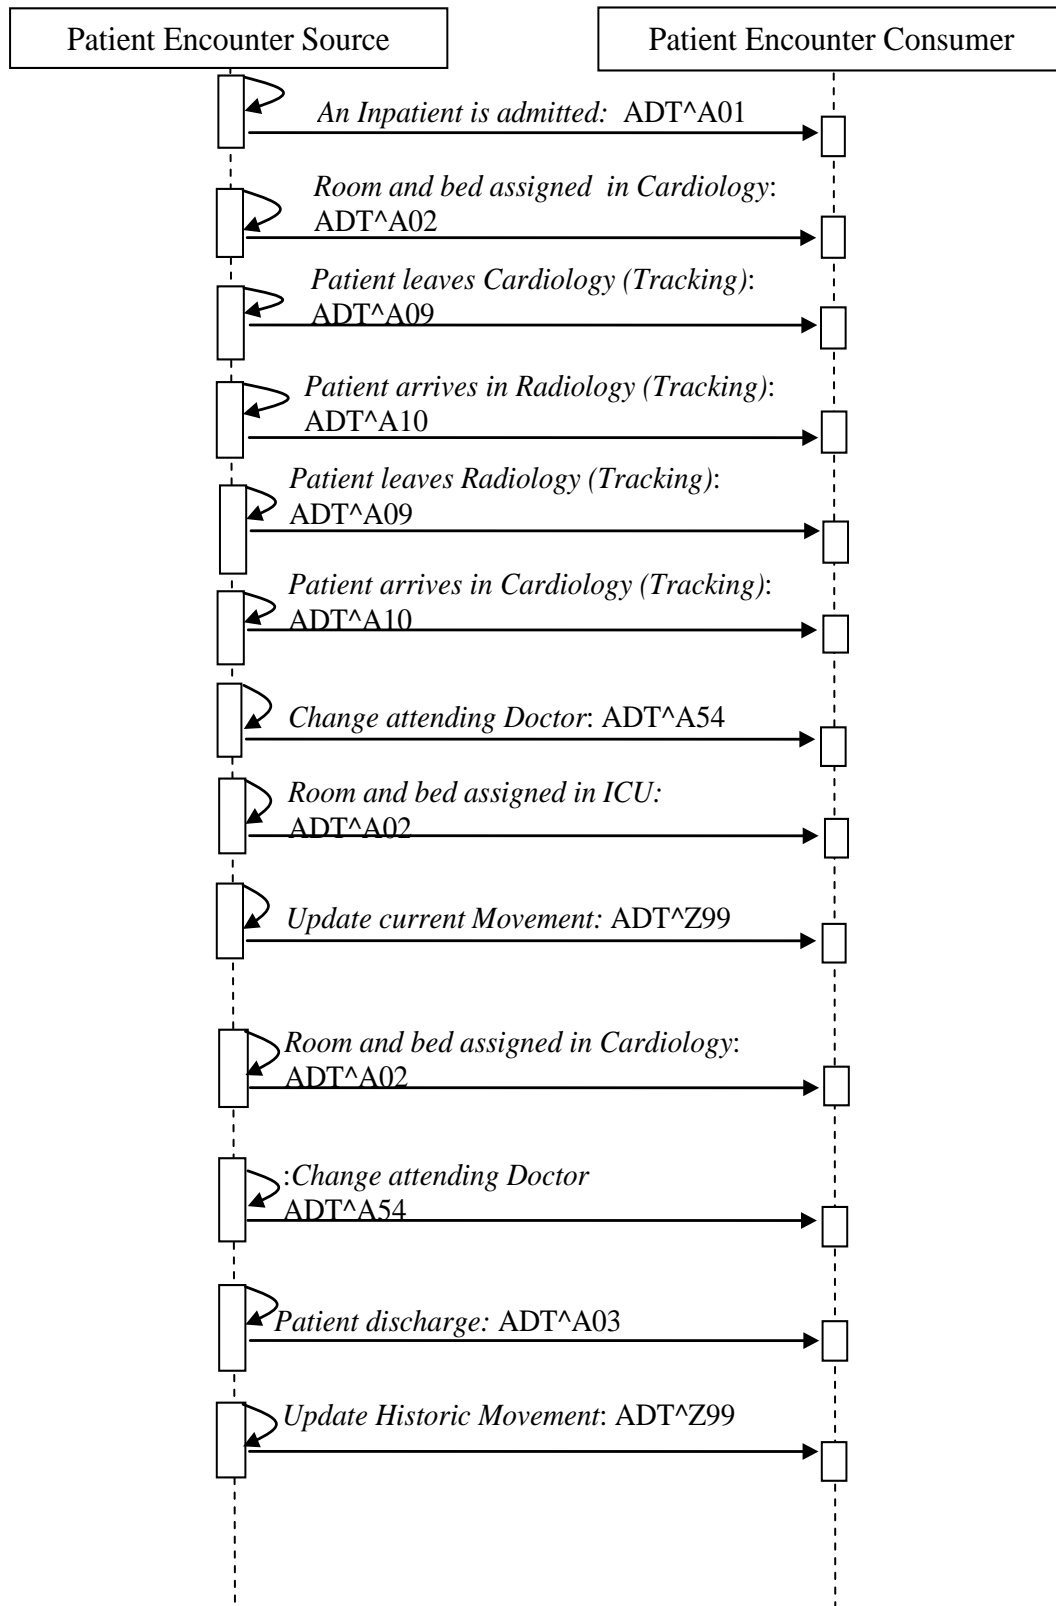 Patient Encounter Source
Patient Encounter Consumer
An Inpatient is admitted: ADT^A01
Room and bed assigned in Cardiology:
ADT^A02
Patient leaves Cardiology (Tracking):
ADT^A09
Patient arrives in Radiology (Tracking):
ADT^A10
Patient leaves Radiology (Tracking):
ADT^A09
Patient arrives in Cardiology (Tracking):
ADT^A10
Change attending Doctor: ADT^A54
Room and bed assigned in ICU:
ADT^A02
Update current Movement: ADT^Z99
Room and bed assigned in Cardiology:
ADT^A02
:Change attending Doctor
ADT^A54
Patient discharge: ADT^A03
Update Historic Movement: ADT^Z99